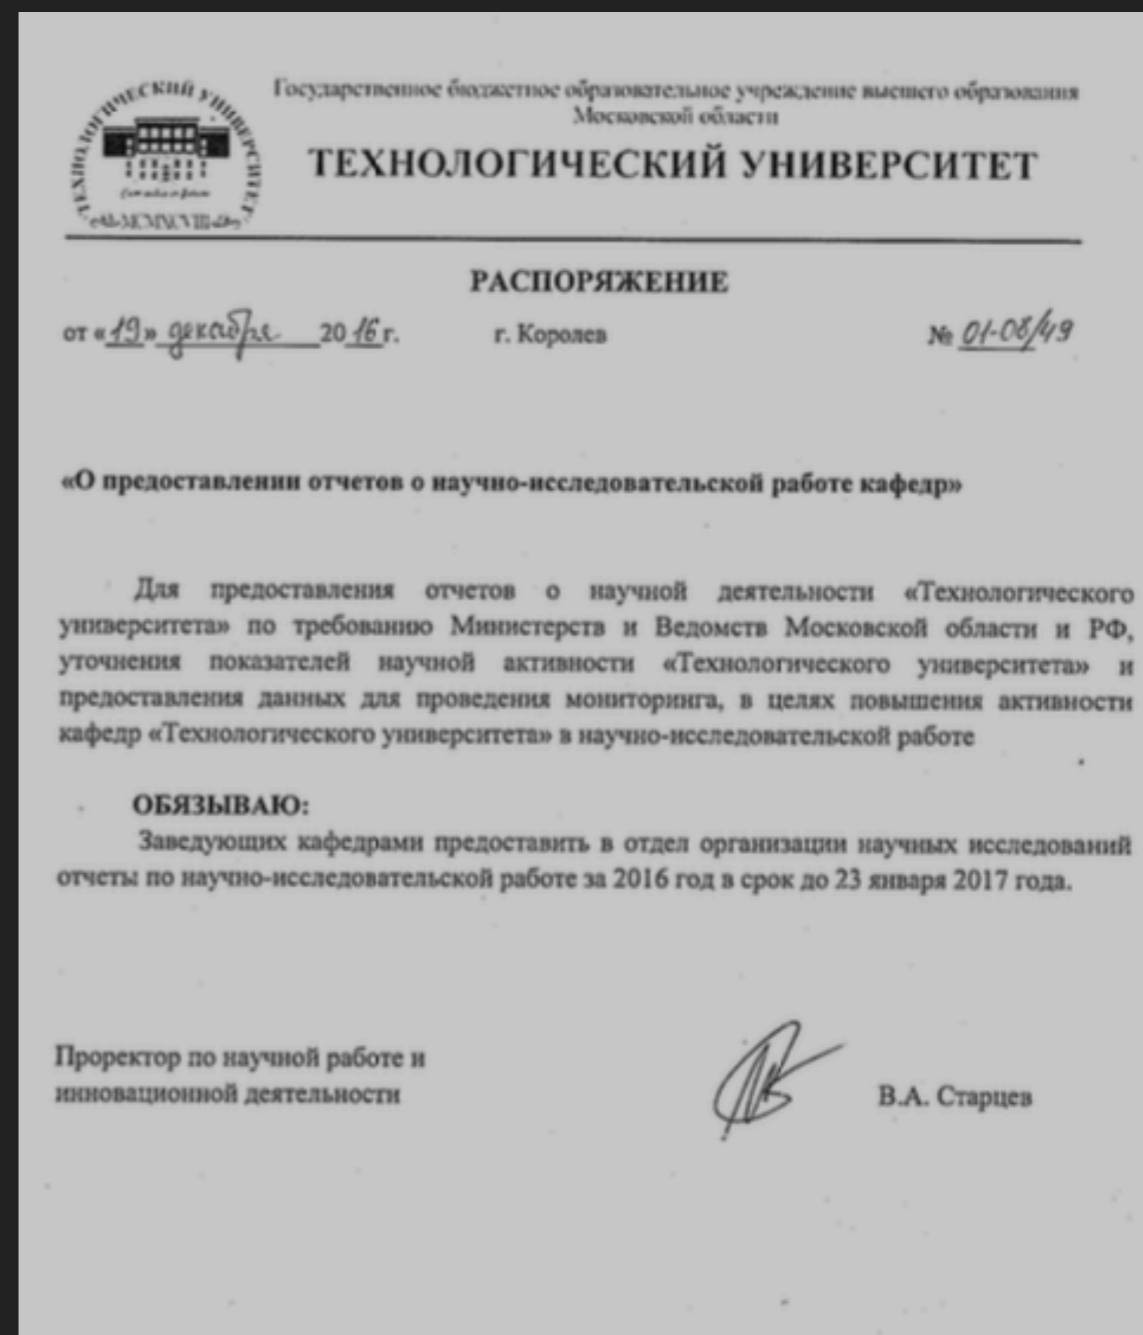 ТЕХНОЛОГИЧЕСКИЙ УНИВЕРСИТЕТ
Государственное бюджетное образовательное учреждение высшего образования
Московской области
ТЕХНОЛОГИЧЕСКИЙ УНИВЕРСИТЕТ
РАСПОРЯЖЕНИЕ
от «19» декабря 2016 г. г. Королев № 01-08/49
«О предоставлении отчетов о научно-исследовательской работе кафедр»
Для предоставления отчетов о научной деятельности «Технологического
университета» по требованию Министерств и Ведомств Московской области и РФ,
уточнения показателей научной активности «Технологического университета» и
предоставления данных для проведения мониторинга, в целях повышения активности
кафедр «Технологического университета» в научно-исследовательской работе
ОБЯЗЫВАЮ:
Заведующих кафедрами предоставить в отдел организации научных исследований
отчеты по научно-исследовательской работе за 2016 год в срок до 23 января 2017 года.
Проректор по научной работе и
инновационной деятельности
В.А. Старцев